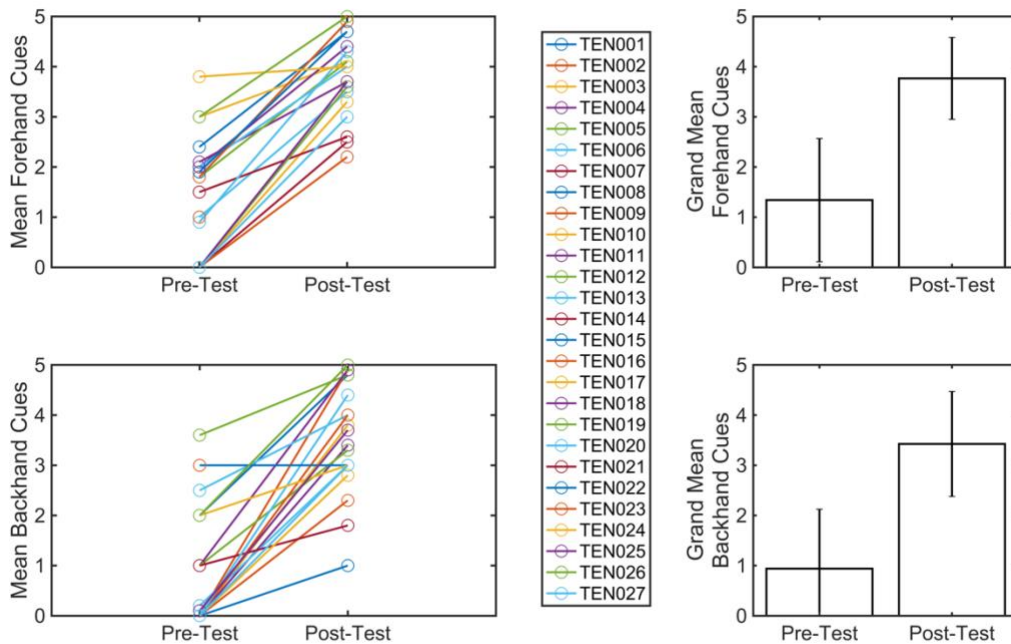 Mean Forehand Cues
5
4
3
2
1
0
Pre-Test Post-Test
Mean Backhand Cues
5
4
3
2
1
0
Pre-Test Post-Test
TEN001
TEN002
TEN003
TEN004
TEN005
TEN006
TEN007
TEN008
TEN009
TEN010
TEN011
TEN012
TEN013
TEN014
TEN015
TEN016
TEN017
TEN018
TEN019
TEN020
TEN021
TEN022
TEN023
TEN024
TEN025
TEN026
TEN027
Grand Mean
Forehand Cues
5
4
3
2
1
0
Pre-Test Post-Test
Grand Mean
Backhand Cues
5
4
3
2
1
0
Pre-Test Post-Test